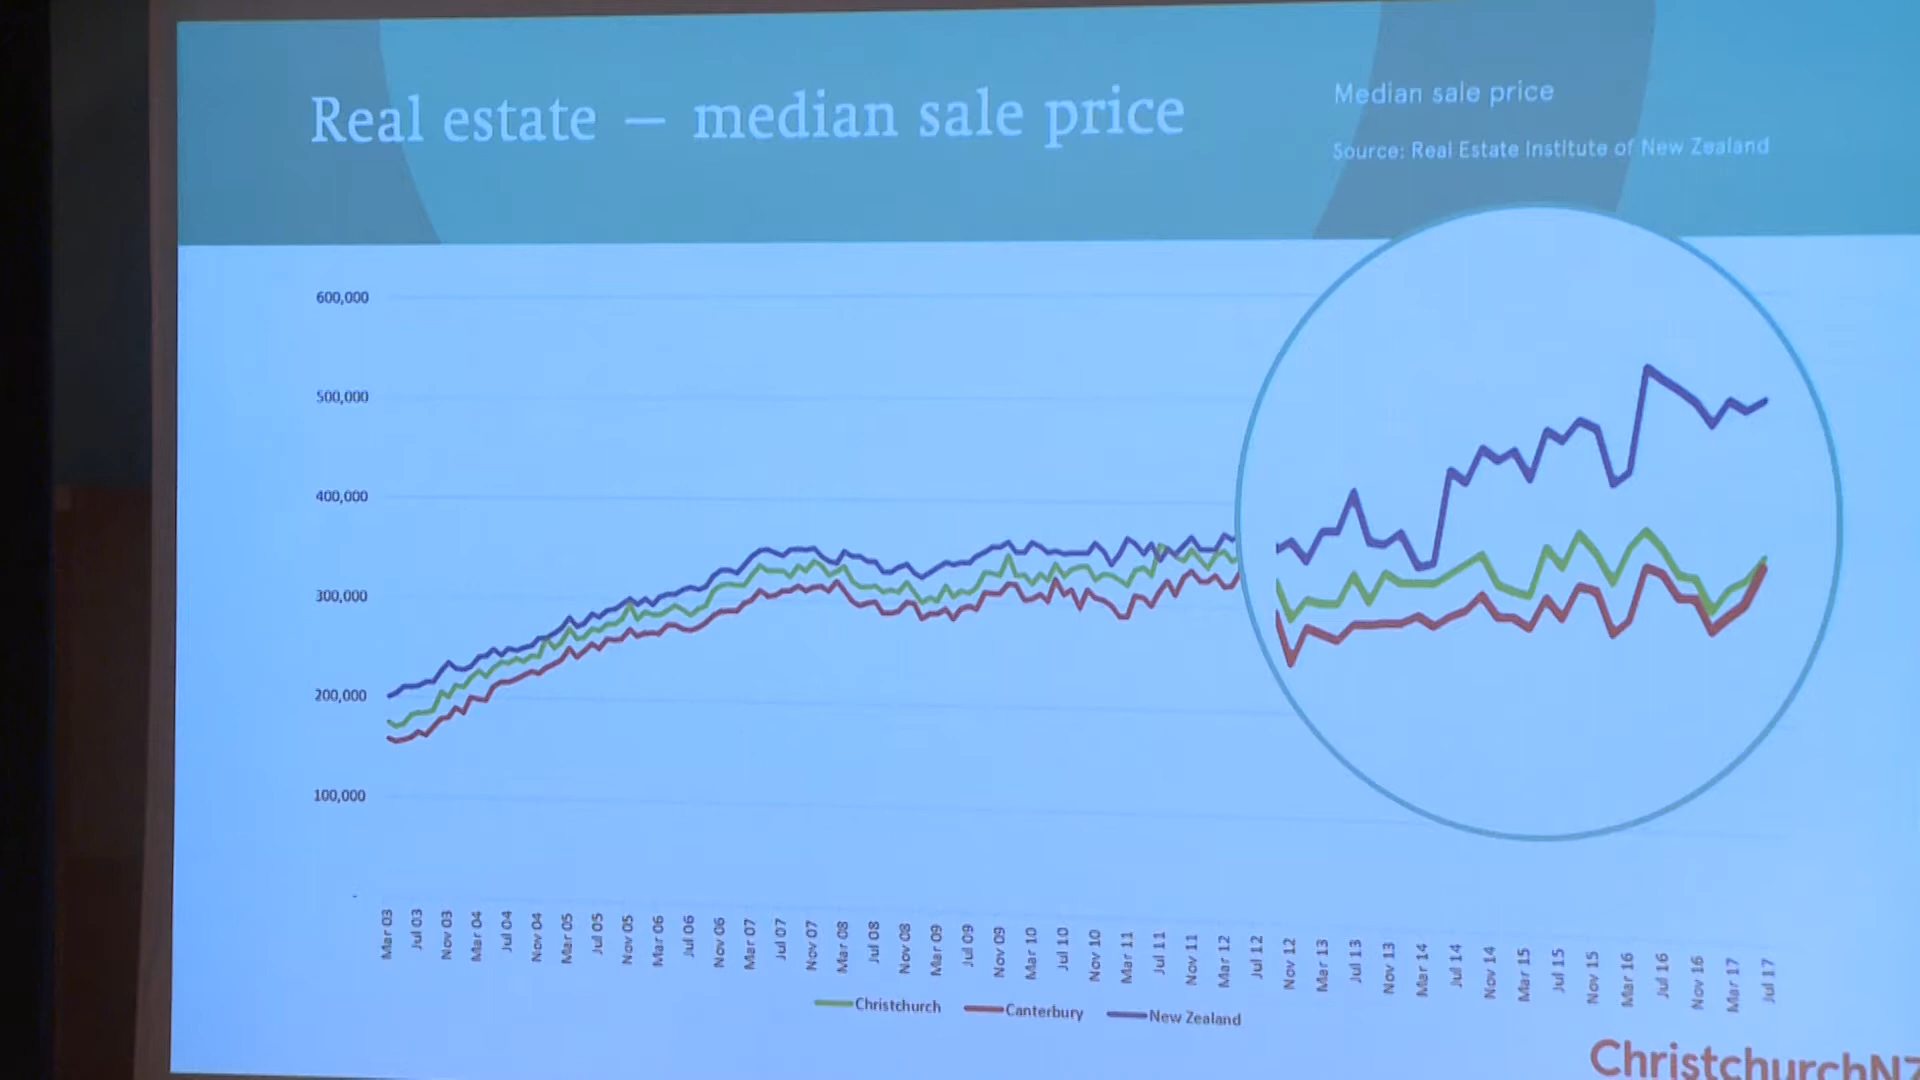 Real estate – median sale price
Median sale price
Source: Real Estate Institute of New Zealand
600,000
500,000
400,000
300,000
200,000
100,000
-
Mar 03
Jul 03
Nov 03
Mar 04
Jul 04
Nov 04
Mar 05
Jul 05
Nov 05
Mar 06
Jul 06
Nov 06
Mar 07
Jul 07
Nov 07
Mar 08
Jul 08
Nov 08
Mar 09
Jul 09
Nov 09
Mar 10
Jul 10
Nov 10
Mar 11
Jul 11
Nov 11
Mar 12
Jul 12
Nov 12
Mar 13
Jul 13
Nov 13
Mar 14
Jul 14
Nov 14
Mar 15
Jul 15
Nov 15
Mar 16
Jul 16
Nov 16
Mar 17
Jul 17
Christchurch
Canterbury
New Zealand
ChristchurchNZ